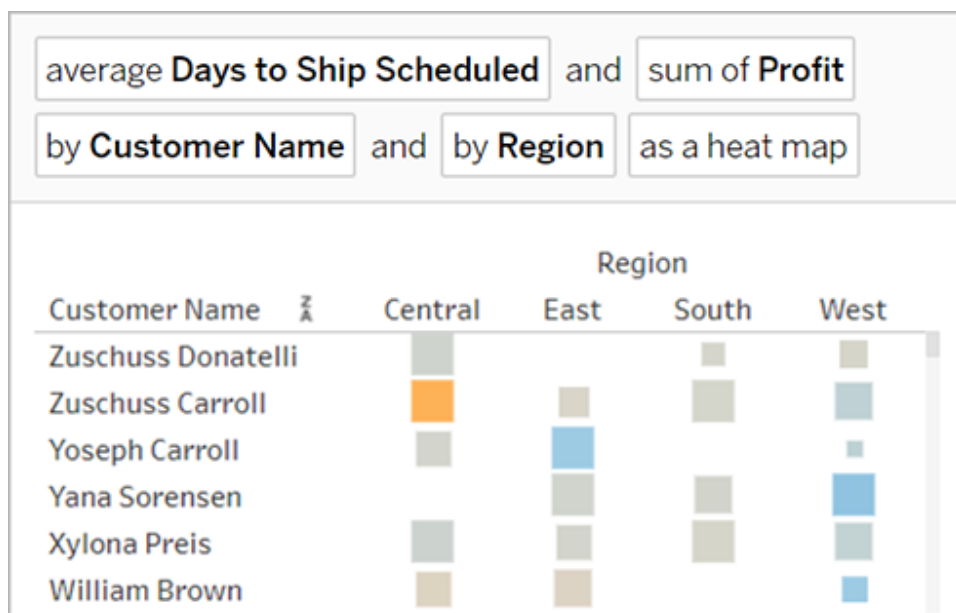 average Days to Ship Scheduled and sum of Profit
by Customer Name and by Region as a heat map
Region
Customer Name Z A Central East South West
Zuschuss Donatelli
Zuschuss Carroll
Yoseph Carroll
Yana Sorensen
Xylona Preis
William Brown